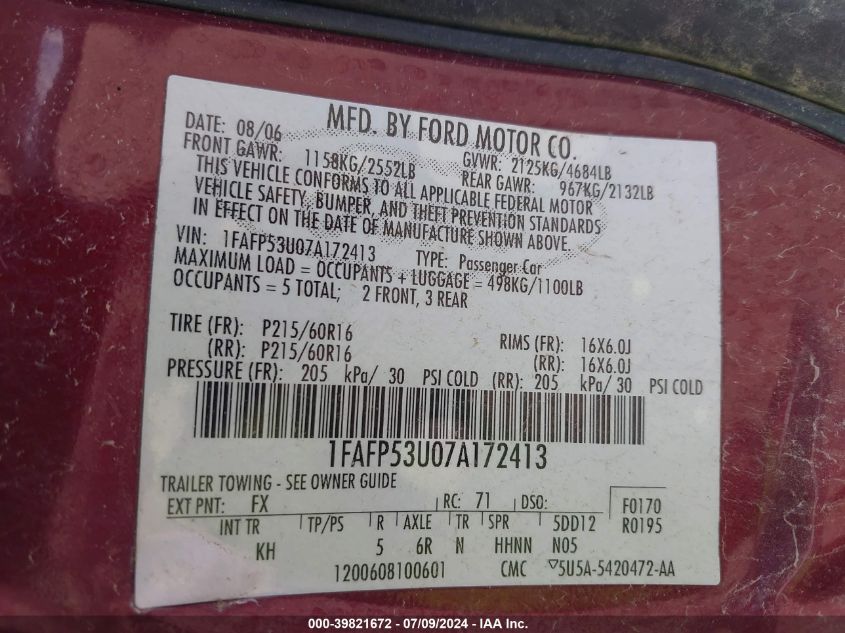 MFD. BY FORD MOTOR CO.
DATE: 08/06 GVWR: 2125KG/4684LB
FRONT GAWR: 1158KG/2552LB REAR GAWR: 967KG/2132LB
THIS VEHICLE CONFORMS TO ALL APPLICABLE FEDERAL MOTOR
VEHICLE SAFETY, BUMPER, AND THEFT PREVENTION STANDARDS
IN EFFECT ON THE DATE OF MANUFACTURE SHOWN ABOVE.
VIN: 1FAFP53U07A172413 TYPE: Passenger Car
MAXIMUM LOAD = OCCUPANTS + LUGGAGE = 498KG/1100LB
OCCUPANTS = 5 TOTAL; 2 FRONT, 3 REAR
TIRE (FR): P215/60R16 RIMS (FR): 16X6.0J
(RR): P215/60R16 (RR): 16X6.0J
PRESSURE (FR): 205 kPa/ 30 PSI COLD (RR): 205 kPa/ 30 PSI COLD
1FAFP53U07A172413
TRAILER TOWING - SEE OWNER GUIDE
EXT PNT: FX RC: 71 DSO: F0170
INT TR TP/PS R AXLE TR SPR 5DD12 R0195
KH 5 6R N HHNN N05
1200608100601 CMC ▽5U5A-5420472-AA
000-39821672 - 07/09/2024 - IAA Inc.